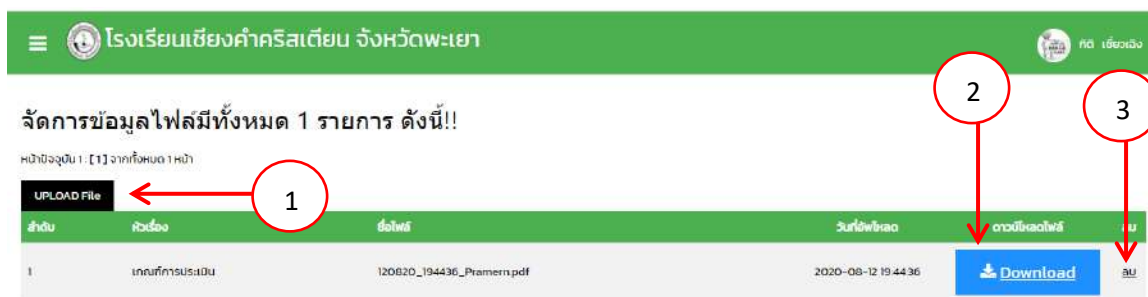 โรงเรียนเชียงคำคริสเตียน จังหวัดพะเยา
กิติ เชี่ยวเฉิง
2
3
จัดการข้อมูลไฟล์มีทั้งหมด 1 รายการ ดังนี้!!
หน้าปัจจุบัน 1 : [1] จากทั้งหมด 1 หน้า
UPLOAD File
1
ลำดับ หัวเรื่อง ชื่อไฟล์ วันที่อัพโหลด ดาวน์โหลดไฟล์ ลบ
1 เกณฑ์การประเมิน 120820_194436_Pramern.pdf 2020-08-12 19:44:36 Download ลบ